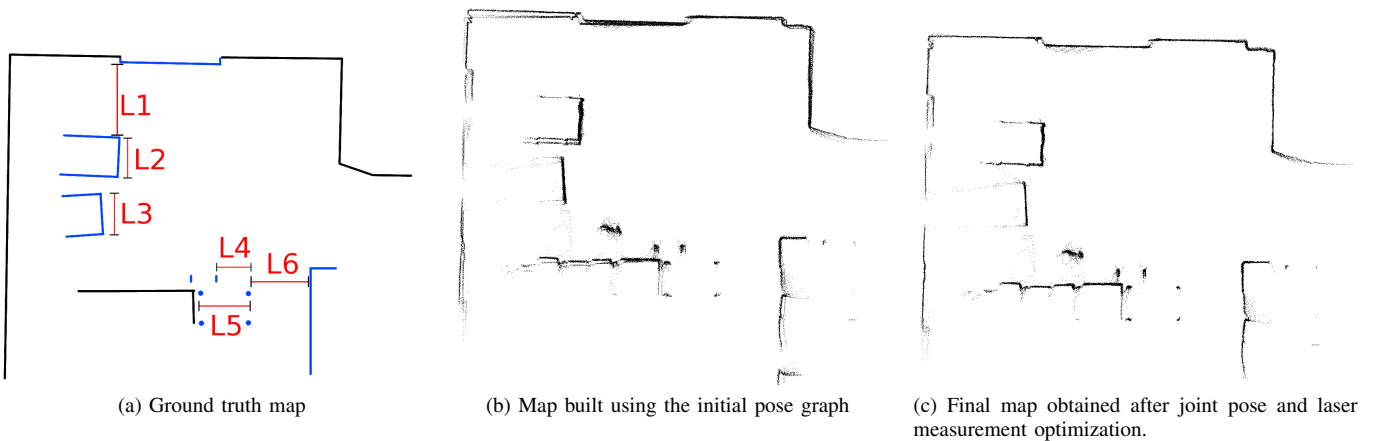 L1
L2
L3
L4
L6
L5
(a) Ground truth map
(b) Map built using the initial pose graph
(c) Final map obtained after joint pose and laser
measurement optimization.